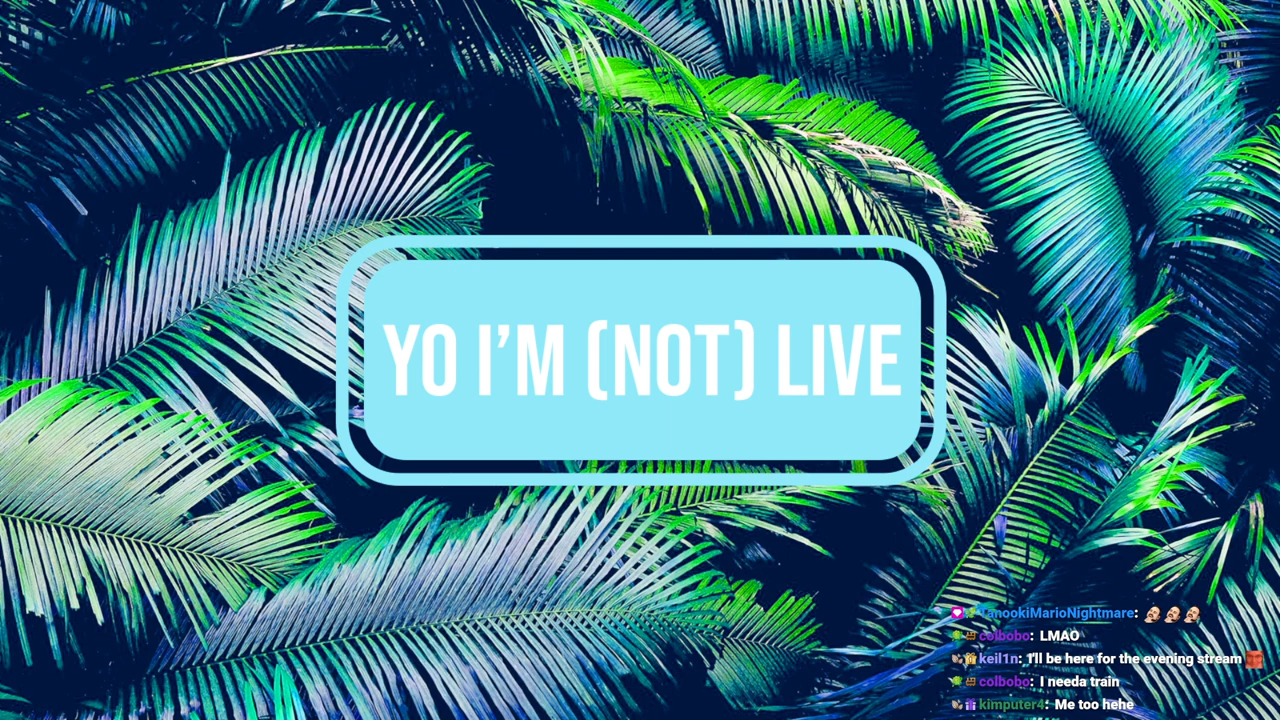 YO I'M (NOT) LIVE
TanookiMarioNightmare:
colbobo: LMAO
keil1n: I'll be here for the evening stream
colbobo: I needa train
kimputer4: Me too hehe